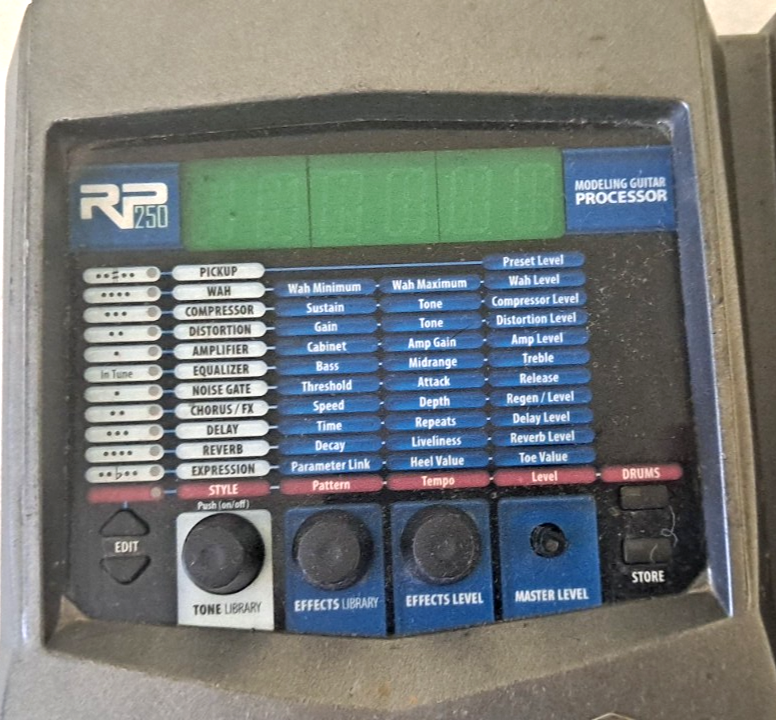 RP250
MODELING GUITAR
PROCESSOR
PICKUP Preset Level
WAH Wah Minimum Wah Maximum Wah Level
COMPRESSOR Sustain Tone Compressor Level
DISTORTION Gain Tone Distortion Level
AMPLIFIER Cabinet Amp Gain Amp Level
In Tune EQUALIZER Bass Midrange Treble
NOISE GATE Threshold Attack Release
CHORUS / FX Speed Depth Regen / Level
DELAY Time Repeats Delay Level
REVERB Decay Liveliness Reverb Level
EXPRESSION Parameter Link Heel Value Toe Value
STYLE Pattern Tempo Level DRUMS
Push (on/off)
EDIT
STORE
TONE LIBRARY EFFECTS LIBRARY EFFECTS LEVEL MASTER LEVEL